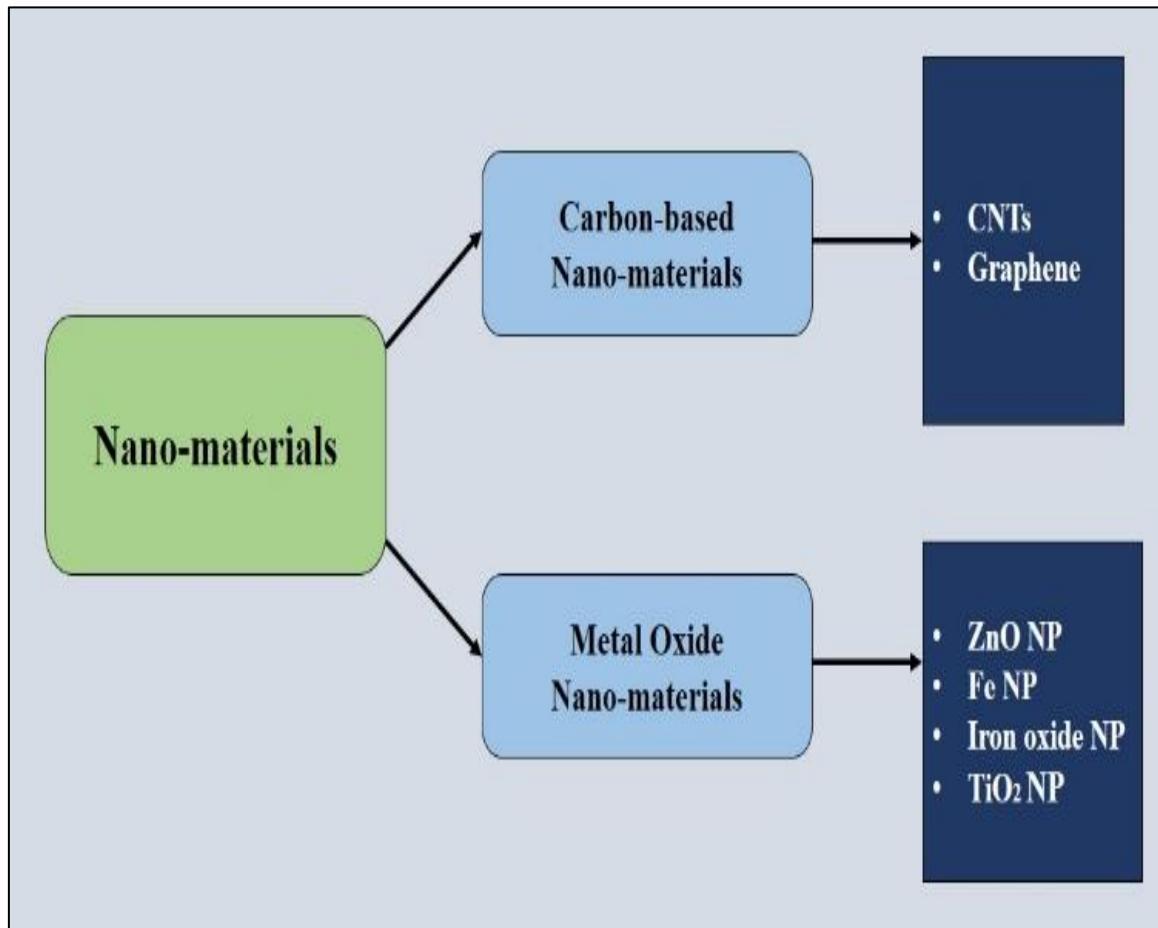 Nano-materials
Carbon-based
Nano-materials
• CNTs
• Graphene
Metal Oxide
Nano-materials
• ZnO NP
• Fe NP
• Iron oxide NP
• TiO₂ NP